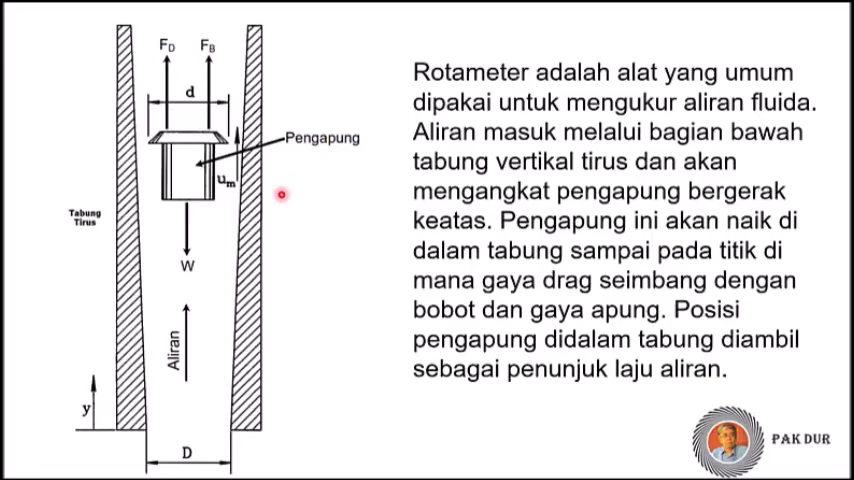 F_D F_B
d
Pengapung
u_m
Tabung
Tirus
W
Aliran
y
D
Rotameter adalah alat yang umum
dipakai untuk mengukur aliran fluida.
Aliran masuk melalui bagian bawah
tabung vertikal tirus dan akan
mengangkat pengapung bergerak
keatas. Pengapung ini akan naik di
dalam tabung sampai pada titik di
mana gaya drag seimbang dengan
bobot dan gaya apung. Posisi
pengapung didalam tabung diambil
sebagai penunjuk laju aliran.
PAK DUR